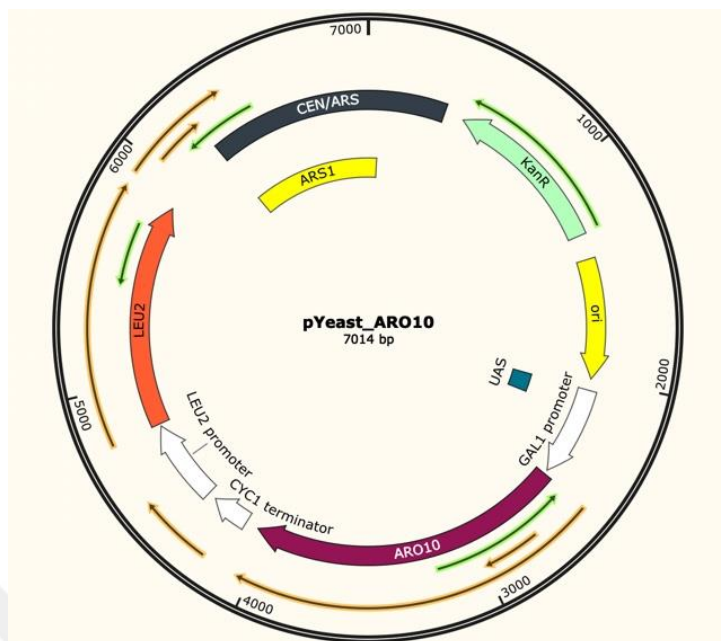 7000
1000
2000
3000
4000
5000
6000
CEN/ARS
ARS1
KanR
ori
UAS
GAL1 promoter
ARO10
CYC1 terminator
LEU2 promoter
LEU2
pYeast_ARO10
7014 bp